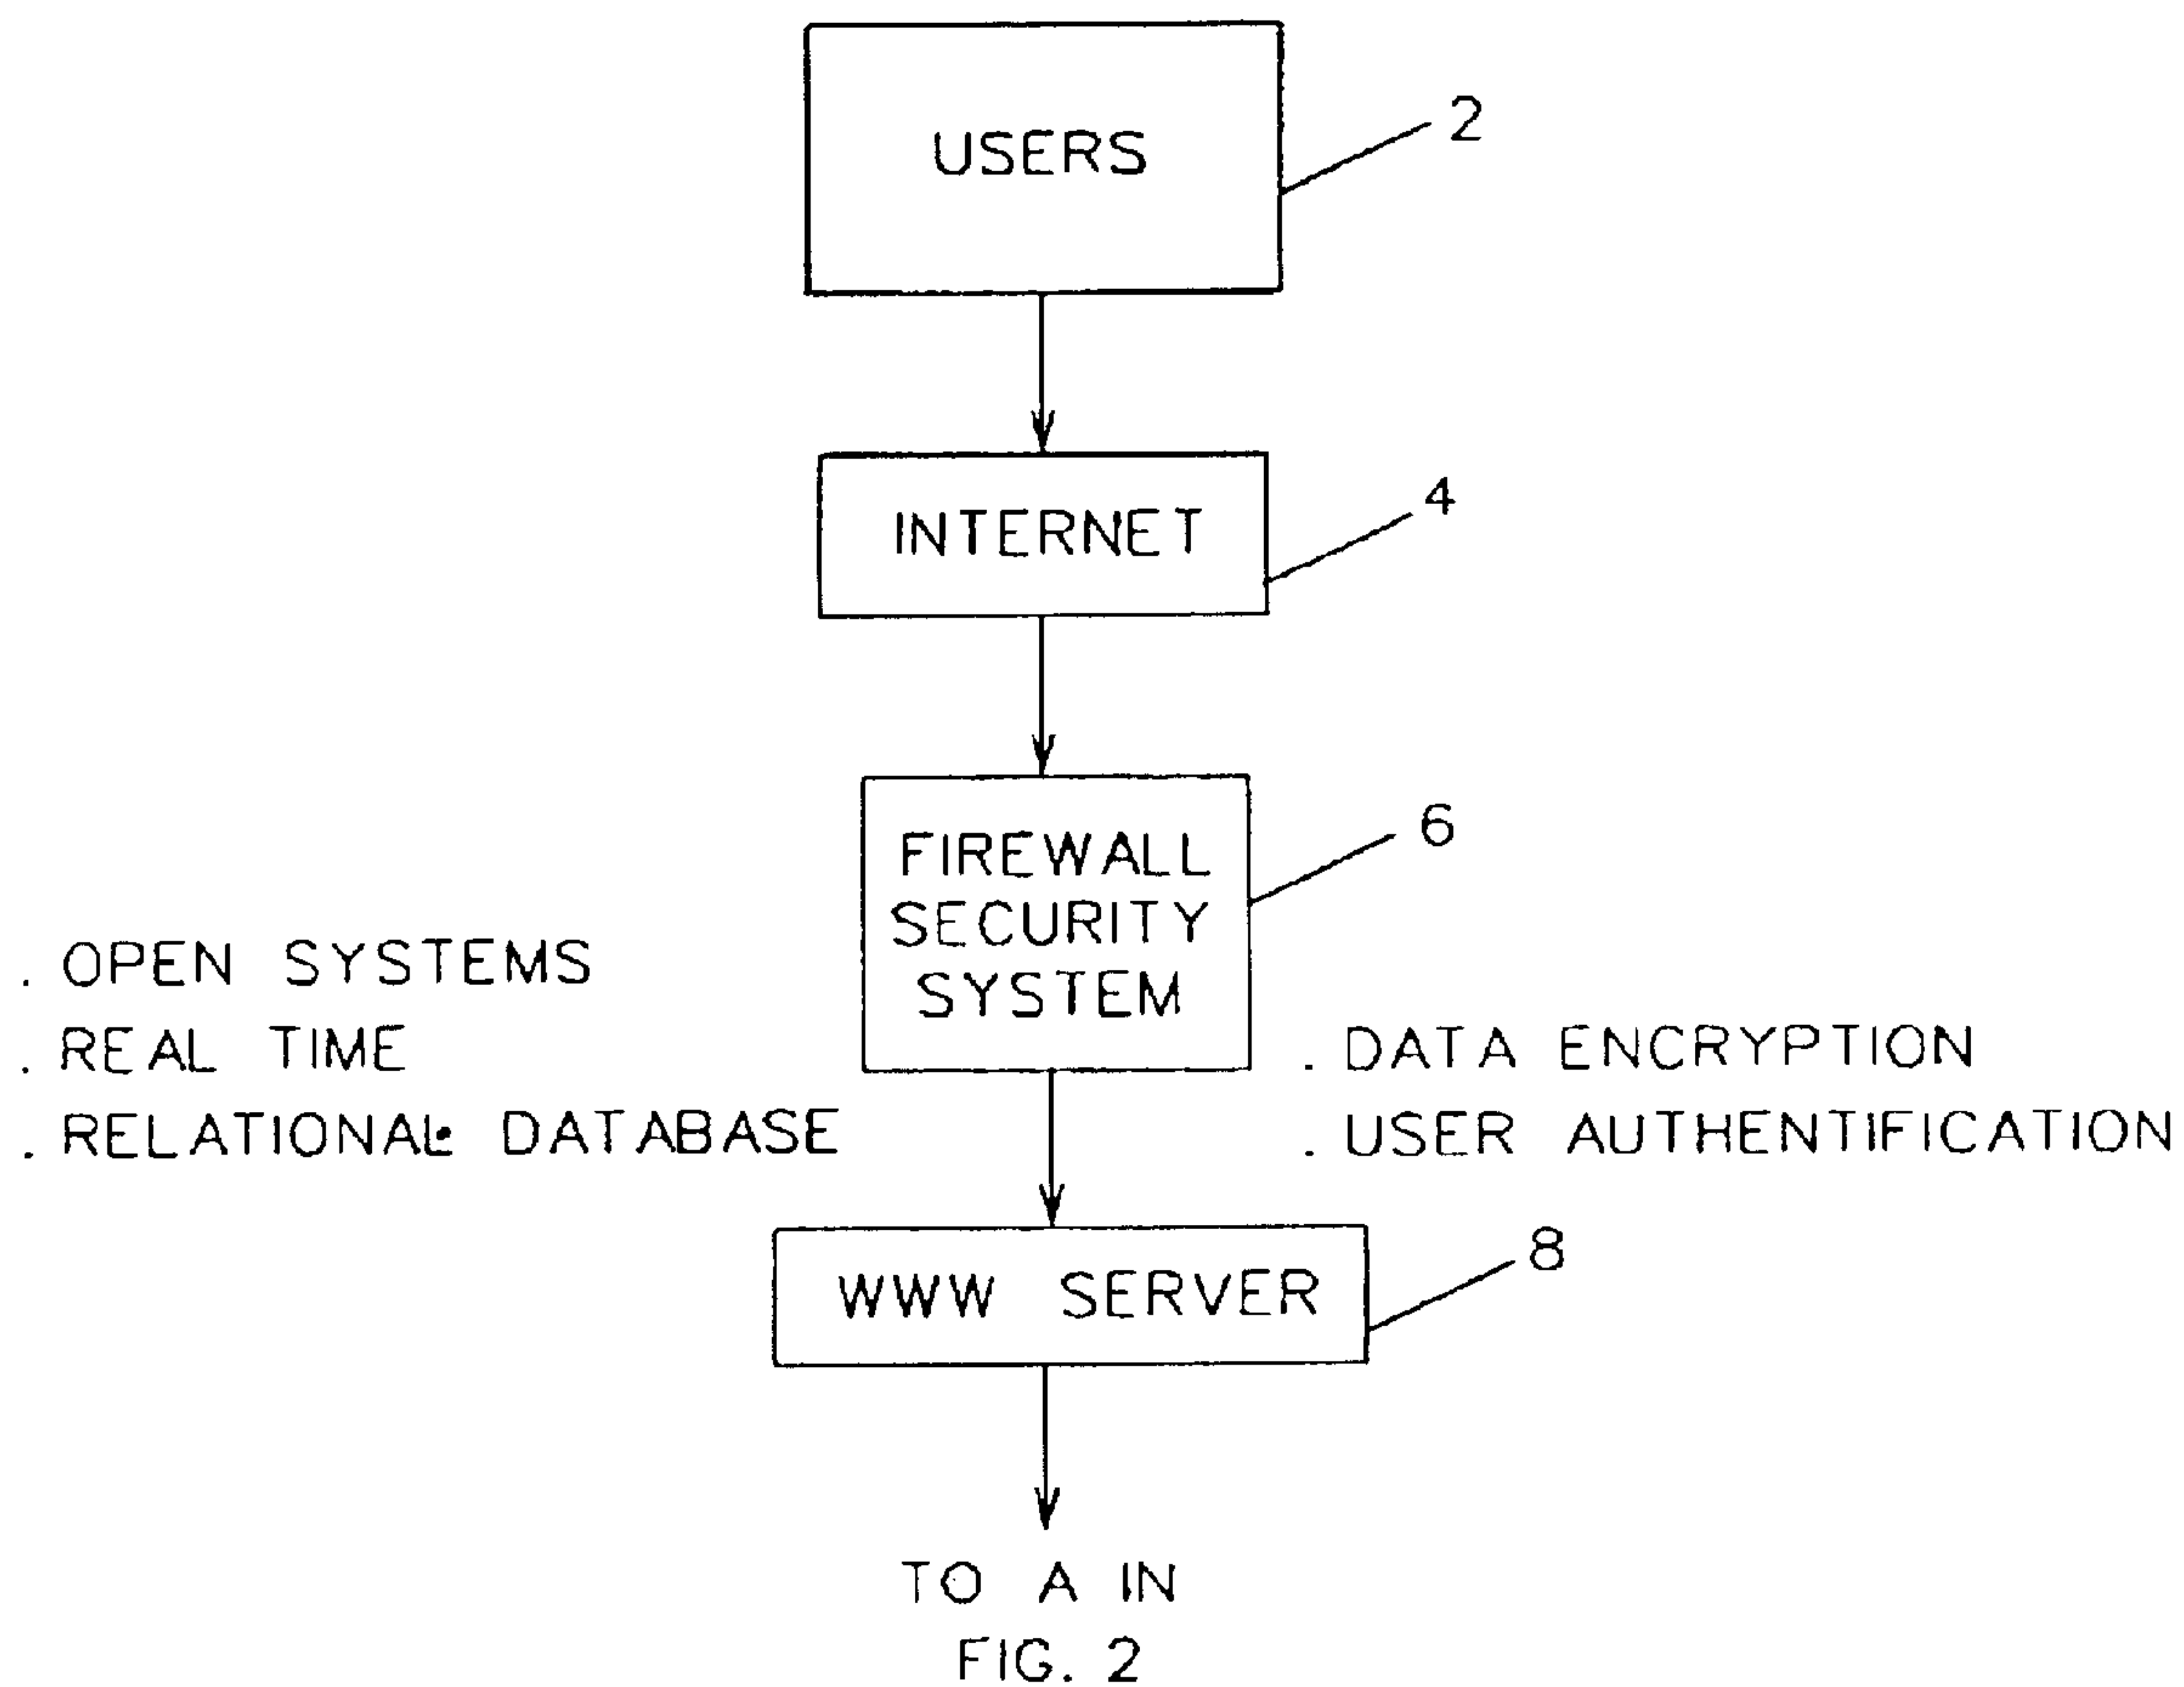 USERS
2
INTERNET
4
FIREWALL
SECURITY
SYSTEM
6
. OPEN SYSTEMS
. REAL TIME
. RELATIONAL DATABASE
. DATA ENCRYPTION
. USER AUTHENTIFICATION
WWW SERVER
8
TO A IN
FIG. 2